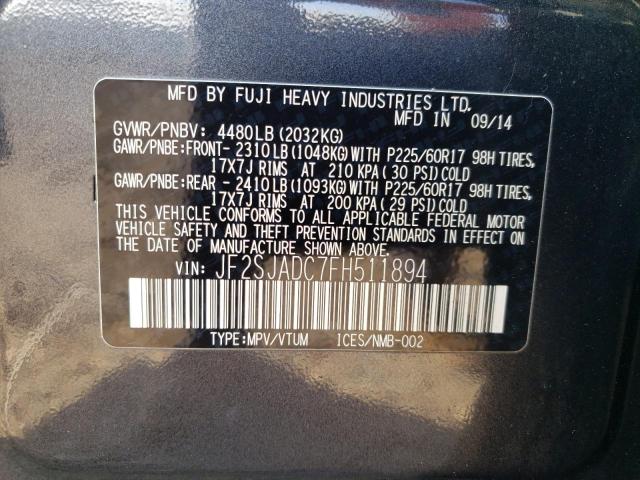 MFD BY FUJI HEAVY INDUSTRIES LTD.
MFD IN 09/14
GVWR/PNBV: 4480LB (2032KG)
GAWR/PNBE:FRONT- 2310LB(1048KG)WITH P225/60R17 98H TIRES,
17X7J RIMS AT 210 KPA( 30 PSI)COLD
GAWR/PNBE:REAR - 2410LB(1093KG)WITH P225/60R17 98H TIRES,
17X7J RIMS AT 200 KPA( 29 PSI)COLD
THIS VEHICLE CONFORMS TO ALL APPLICABLE FEDERAL MOTOR
VEHICLE SAFETY AND THEFT PREVENTION STANDARDS IN EFFECT
ON THE DATE OF MANUFACTURE SHOWN ABOVE.
VIN: JF2SJADC7FH511894
TYPE:MPV/VTUM ICES/NMB-002